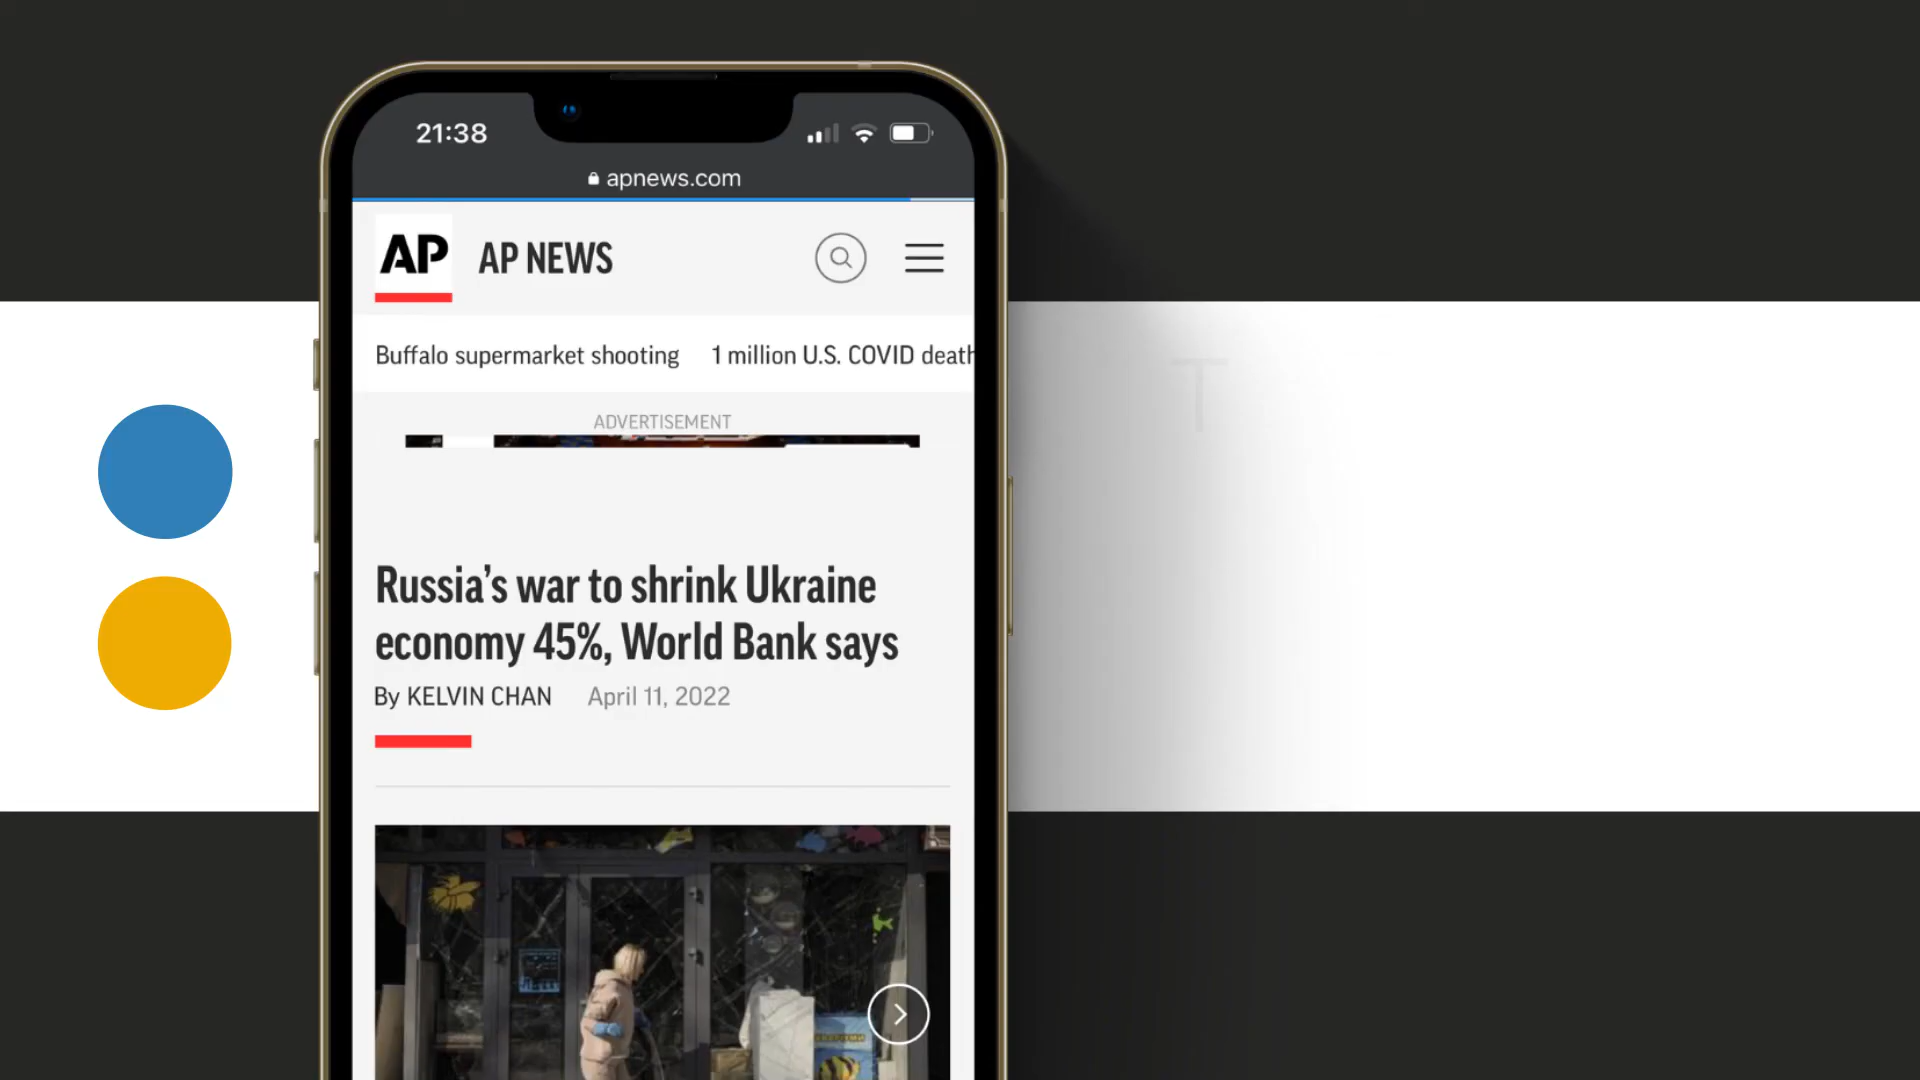 21:38
apnews.com
AP AP NEWS
Buffalo supermarket shooting 1 million U.S. COVID death
ADVERTISEMENT
Russia’s war to shrink Ukraine
economy 45%, World Bank says
By KELVIN CHAN April 11, 2022
T